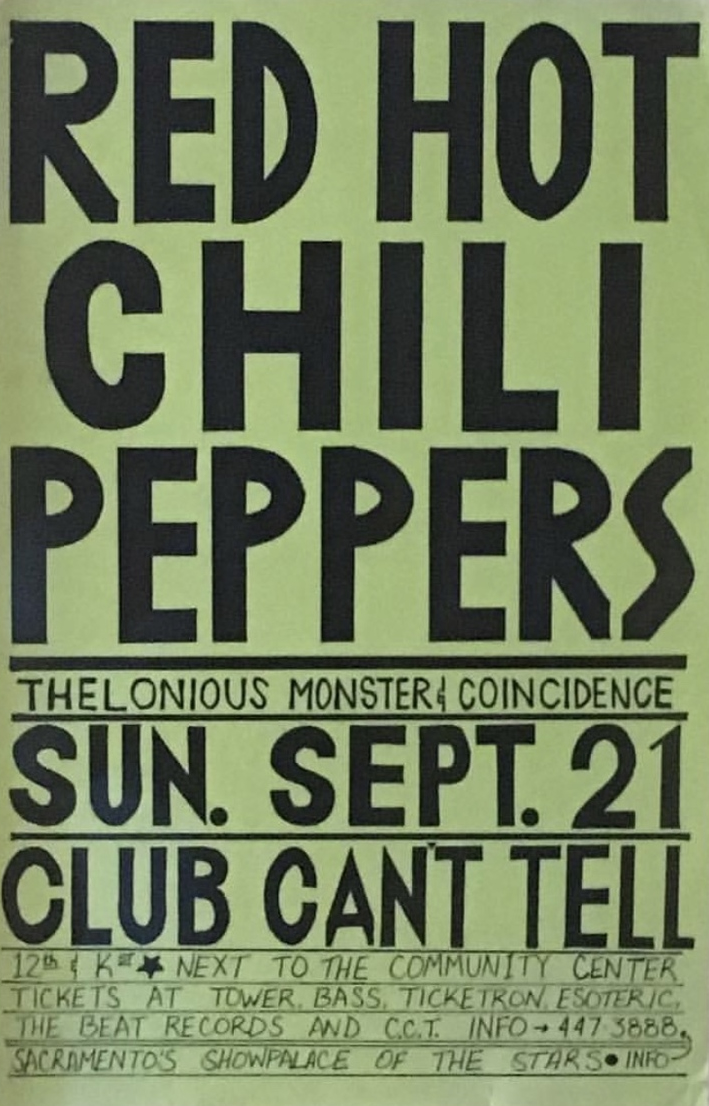 RED HOT
CHILI
PEPPERS
THELONIOUS MONSTER & COINCIDENCE
SUN. SEPT. 21
CLUB CAN'T TELL
12th & K ST ★ NEXT TO THE COMMUNITY CENTER
TICKETS AT TOWER, BASS, TICKETRON, ESOTERIC,
THE BEAT RECORDS AND C.C.T. INFO → 447 3888
SACRAMENTO'S SHOWPALACE OF THE STARS • INFO